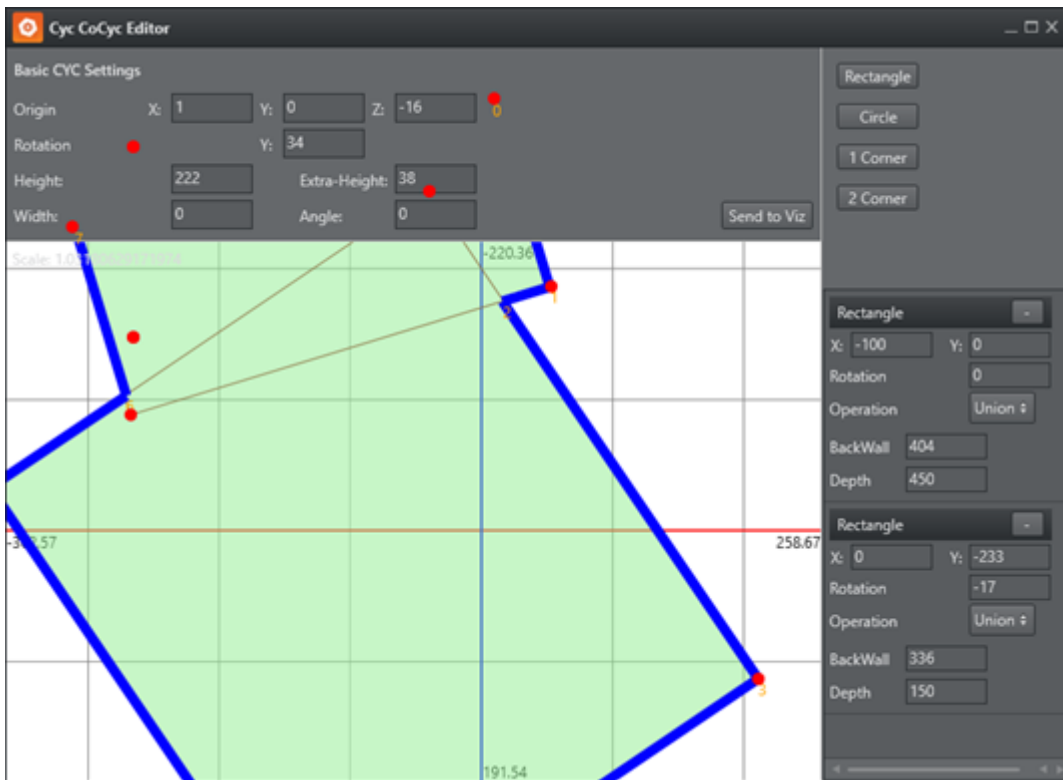 Cyc CoCyc Editor
Basic CYC Settings
Origin X: 1 Y: 0 Z: -16 0
Rotation Y: 34
Height: 222 Extra-Height: 38
Width: 0 Angle: 0 Send to Viz
Rectangle
Circle
1 Corner
2 Corner
-220.36
1
2
258.67
3
191.54
Rectangle -
X: -100 Y: 0
Rotation 0
Operation Union
BackWall 404
Depth 450
Rectangle -
X: 0 Y: -233
Rotation -17
Operation Union
BackWall 336
Depth 150